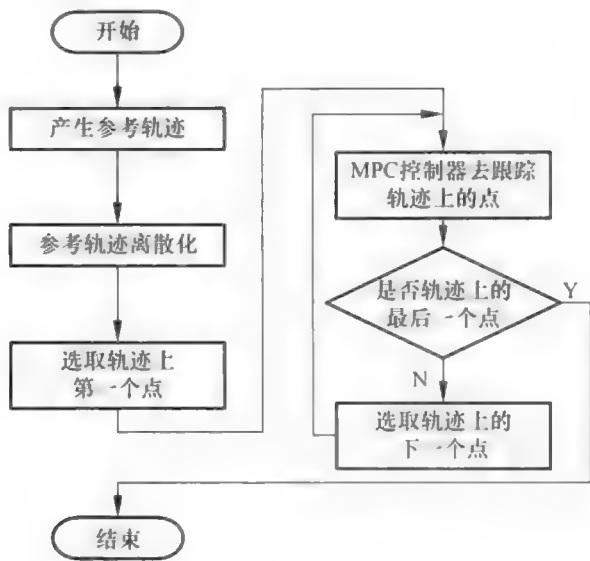 开始
产生参考轨迹
参考轨迹离散化
选取轨迹上
第一个点
MPC控制器去跟踪
轨迹上的点
是否轨迹上的
最后一个点
Y
N
选取轨迹上的
下一个点
结束